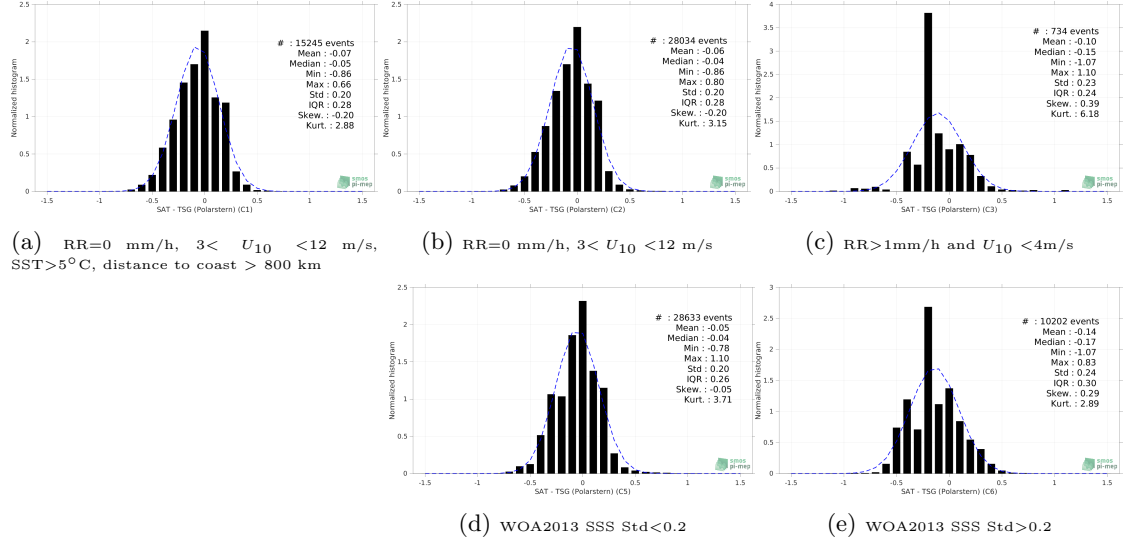 # : 15245 events
Mean : -0.07
Median : -0.05
Min : -0.86
Max : 0.66
Std : 0.20
IQR : 0.28
Skew. : -0.20
Kurt. : 2.88
Normalized histogram
2.5
2
1.5
1
0.5
0
-1.5 -1 -0.5 0 0.5 1 1.5
SAT - TSG (Polarstern) (C1)
smos
pi-mep
(a) RR=0 mm/h, 3< U10 <12 m/s,
SST>5°C, distance to coast > 800 km
# : 28034 events
Mean : -0.06
Median : -0.04
Min : -0.86
Max : 0.80
Std : 0.20
IQR : 0.28
Skew. : -0.20
Kurt. : 3.15
Normalized histogram
2.5
2
1.5
1
0.5
0
-1.5 -1 -0.5 0 0.5 1 1.5
SAT - TSG (Polarstern) (C2)
smos
pi-mep
(b) RR=0 mm/h, 3< U10 <12 m/s
# : 734 events
Mean : -0.10
Median : -0.15
Min : -1.07
Max : 1.10
Std : 0.23
IQR : 0.24
Skew. : 0.39
Kurt. : 6.18
Normalized histogram
4
3.5
3
2.5
2
1.5
1
0.5
0
-1.5 -1 -0.5 0 0.5 1 1.5
SAT - TSG (Polarstern) (C3)
smos
pi-mep
(c) RR>1mm/h and U10 <4m/s
# : 28633 events
Mean : -0.05
Median : -0.04
Min : -0.78
Max : 1.10
Std : 0.20
IQR : 0.26
Skew. : -0.05
Kurt. : 3.71
Normalized histogram
2.5
2
1.5
1
0.5
0
-1.5 -1 -0.5 0 0.5 1 1.5
SAT - TSG (Polarstern) (C5)
smos
pi-mep
(d) WOA2013 SSS Std<0.2
# : 10202 events
Mean : -0.14
Median : -0.17
Min : -1.07
Max : 0.83
Std : 0.24
IQR : 0.30
Skew. : 0.29
Kurt. : 2.89
Normalized histogram
3
2.5
2
1.5
1
0.5
0
-1.5 -1 -0.5 0 0.5 1 1.5
SAT - TSG (Polarstern) (C6)
smos
pi-mep
(e) WOA2013 SSS Std>0.2